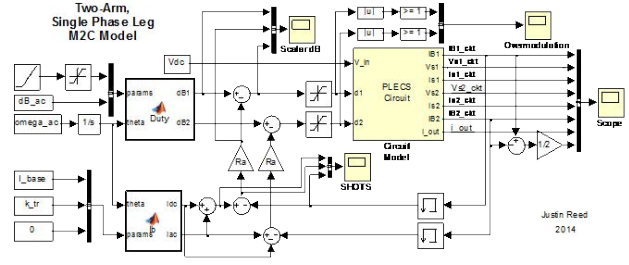 Two-Arm,
Single Phase Leg
M2C Model
ScalerdB
|u|
>= 1
|u|
>= 1
Overmodulation
Vdc
V_in
PLECS
Circuit
d1
d2
IB1
Vs1
Is1
Vs2
Is2
IB2
I_out
IB1_ckt
Vs1_ckt
Is1_ckt
Vs2_ckt
Is2_ckt
IB2_ckt
i_out
Circuit
Model
Scope
1/2
dB_ac
omega_ac
1/s
params
theta
Duty
dB1
dB2
Ra
Ra
SHOTS
I_base
k_tr
0
theta
params
Ib
Idc
Iac
Justin Reed
2014